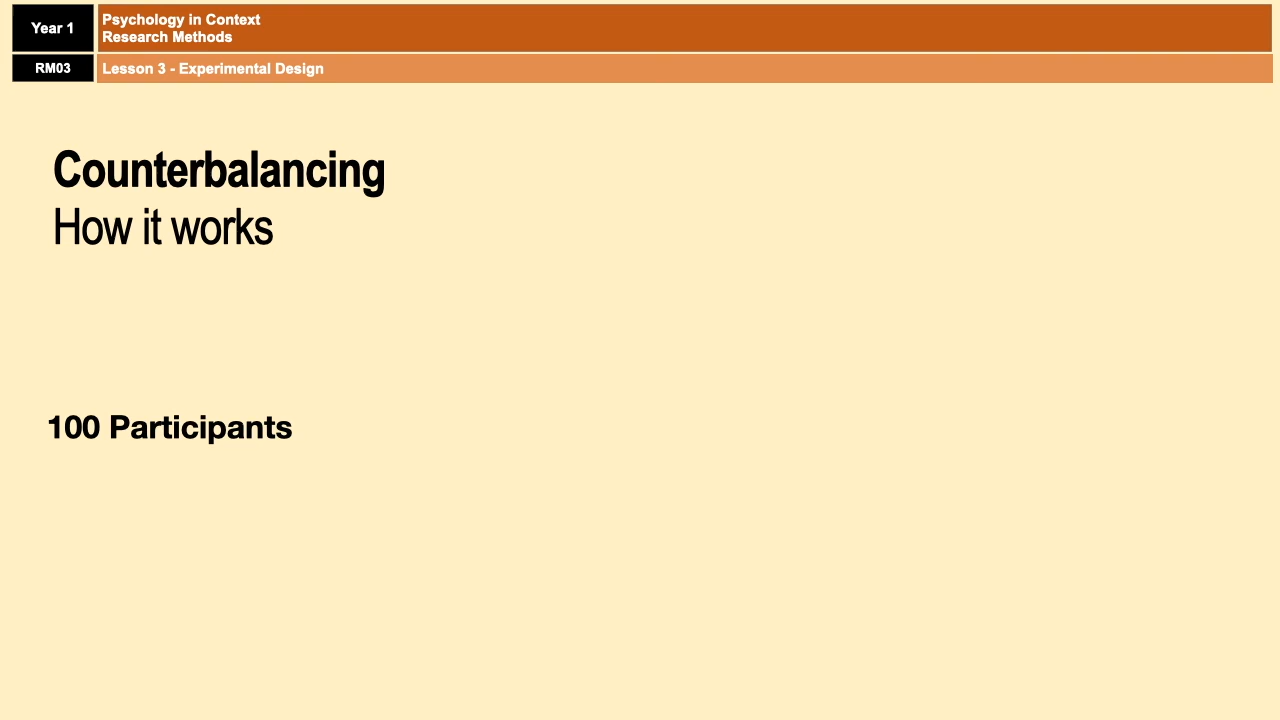 Year 1
Psychology in Context
Research Methods
RM03
Lesson 3 - Experimental Design
Counterbalancing
How it works
100 Participants